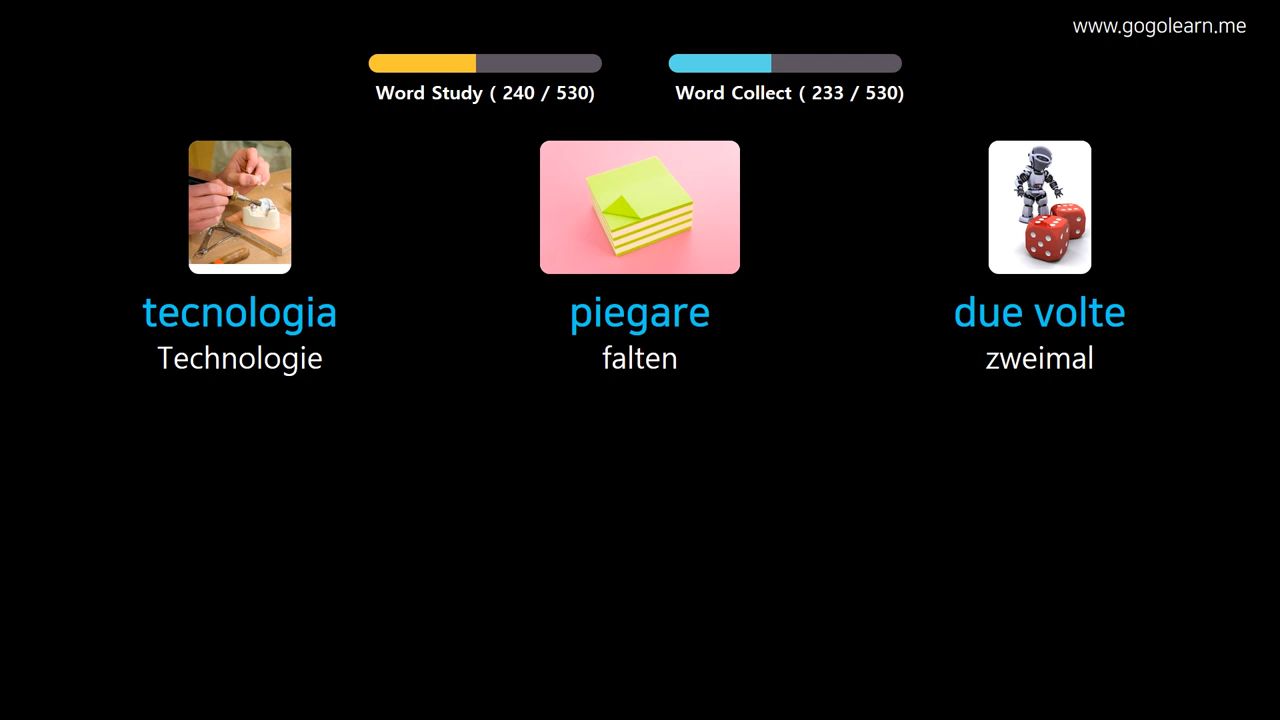 www.gogolearn.me
Word Study ( 240 / 530)
Word Collect ( 233 / 530)
tecnologia
Technologie
piegare
falten
due volte
zweimal